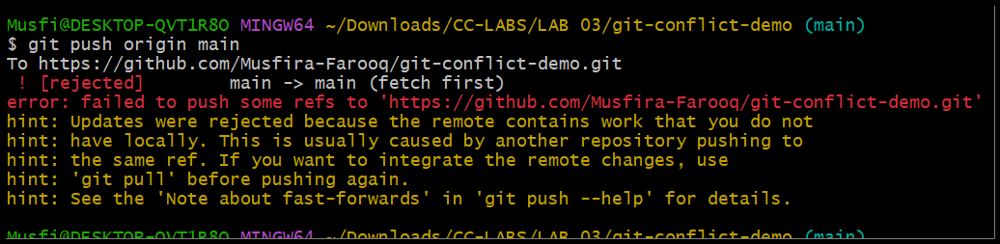 Musfi@DESKTOP-QVT1R8O MINGW64 ~/Downloads/CC-LABS/LAB 03/git-conflict-demo (main)
$ git push origin main
To https://github.com/Musfira-Farooq/git-conflict-demo.git
 ! [rejected]        main -> main (fetch first)
error: failed to push some refs to 'https://github.com/Musfira-Farooq/git-conflict-demo.git'
hint: Updates were rejected because the remote contains work that you do not
hint: have locally. This is usually caused by another repository pushing to
hint: the same ref. If you want to integrate the remote changes, use
hint: 'git pull' before pushing again.
hint: See the 'Note about fast-forwards' in 'git push --help' for details.
Musfi@DESKTOP-QVT1R8O MINGW64 ~/Downloads/CC-LABS/LAB 03/git-conflict-demo (main)